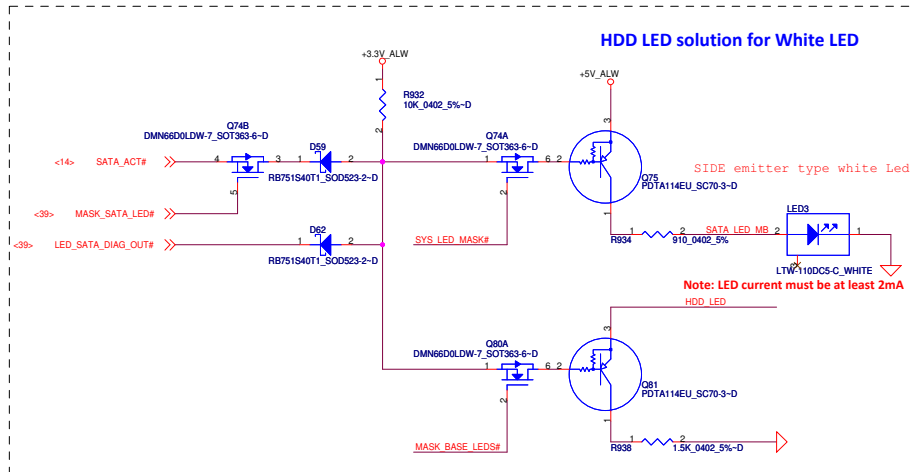 HDD LED solution for White LED
+3.3V_ALW
+5V_ALW
1
R932
10K_0402_5%~D
2
3
Q74B
DMN66D0LDW-7_SOT363-6~D
D59
Q74A
DMN66D0LDW-7_SOT363-6~D
<14> SATA_ACT#
4 3 1 2 1 6 2
RB751S40T1_SOD523-2~D
SIDE emitter type white Led
5
2
Q75
PDTA114EU_SC70-3~D
<39> MASK_SATA_LED#
1
LED3
D62
<39> LED_SATA_DIAG_OUT#
1 2
SYS_LED_MASK#
1 2
SATA_LED_MB
2 1
R934
910_0402_5%
RB751S40T1_SOD523-2~D
LTW-110DC5-C_WHITE
Note: LED current must be at least 2mA
HDD_LED
3
Q80A
DMN66D0LDW-7_SOT363-6~D
1 6 2
2
Q81
PDTA114EU_SC70-3~D
1
MASK_BASE_LEDS#
1 2
R938
1.5K_0402_5%~D